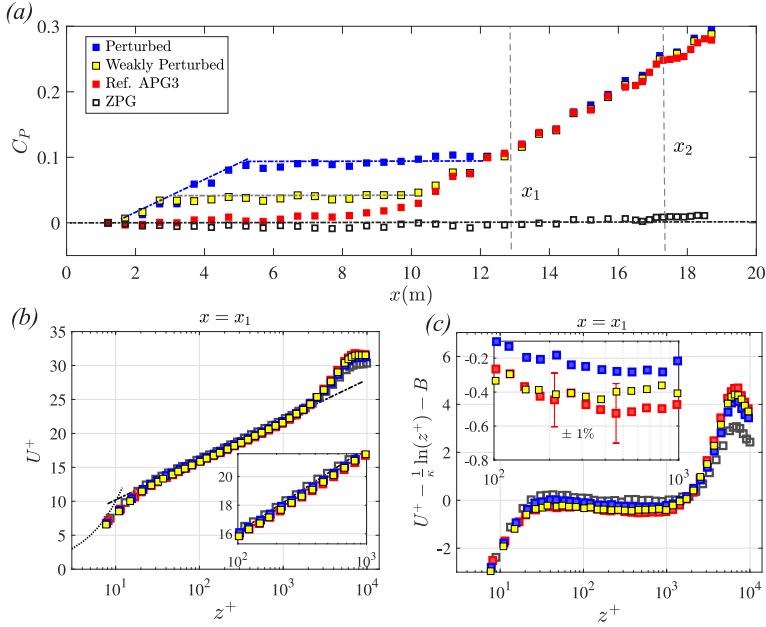 (a)
0.3
0.2
0.1
0
C_P
Perturbed
Weakly Perturbed
Ref. APG3
ZPG
x_1
x_2
0 2 4 6 8 10 12 14 16 18 20
x(m)
(b)
x = x_1
35
30
25
20
15
10
5
0
U^+
20
18
16
10^2 10^3
10^1 10^2 10^3 10^4
z^+
(c)
x = x_1
6
4
2
0
-2
U^+ − \frac{1}{κ} ln(z^+) − B
-0.2
-0.4
-0.6
-0.8
± 1%
10^2 10^3
10^1 10^2 10^3 10^4
z^+